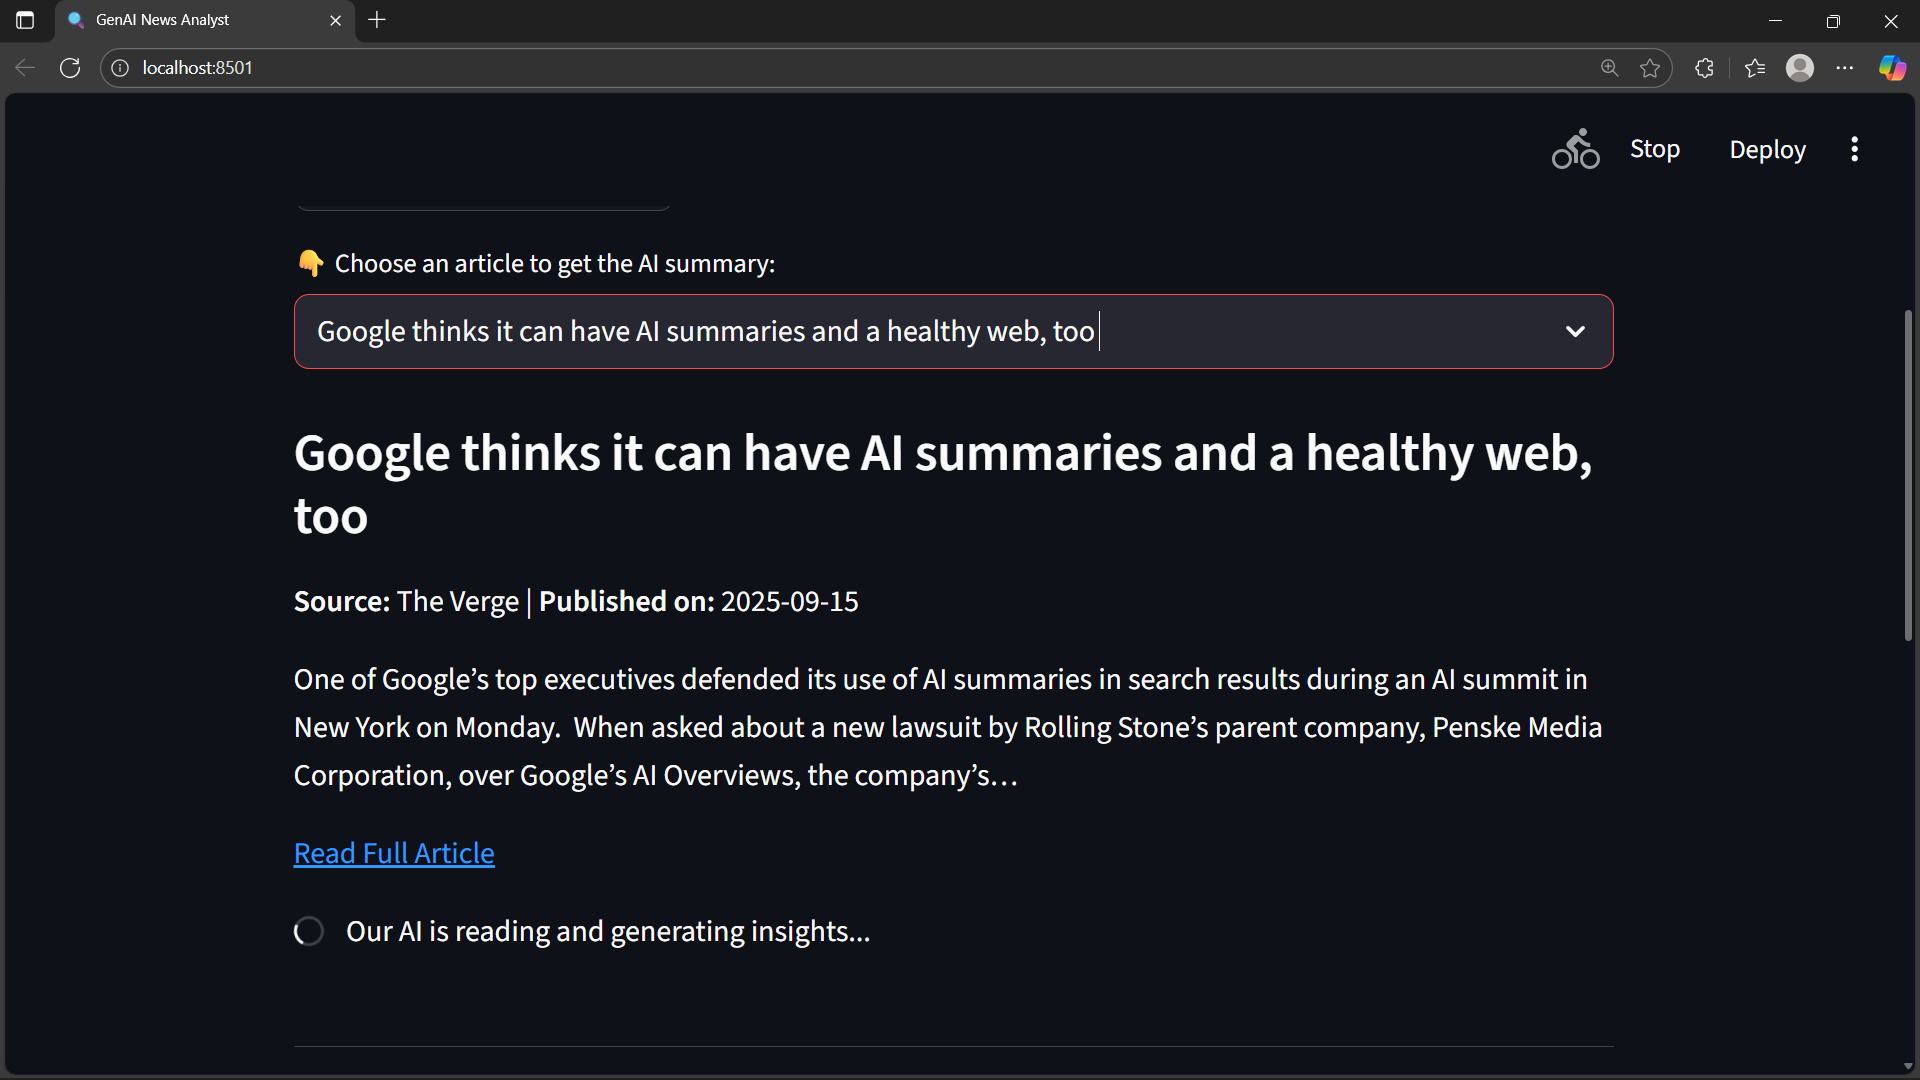 GenAI News Analyst
localhost:8501
Stop Deploy
👇 Choose an article to get the AI summary:
Google thinks it can have AI summaries and a healthy web, too
Google thinks it can have AI summaries and a healthy web,
too
Source: The Verge | Published on: 2025-09-15
One of Google’s top executives defended its use of AI summaries in search results during an AI summit in
New York on Monday.  When asked about a new lawsuit by Rolling Stone’s parent company, Penske Media
Corporation, over Google’s AI Overviews, the company’s…
Read Full Article
Our AI is reading and generating insights...